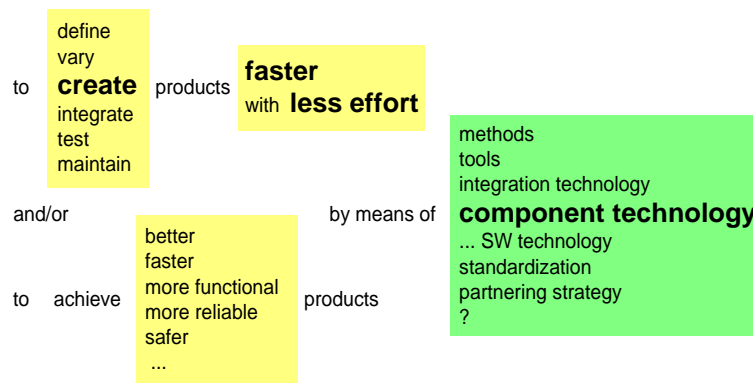 define
vary
to create products
integrate
test
maintain
faster
with less effort
and/or
to achieve
better
faster
more functional
more reliable
safer
...
products
by means of
methods
tools
integration technology
component technology
... SW technology
standardization
partnering strategy
?